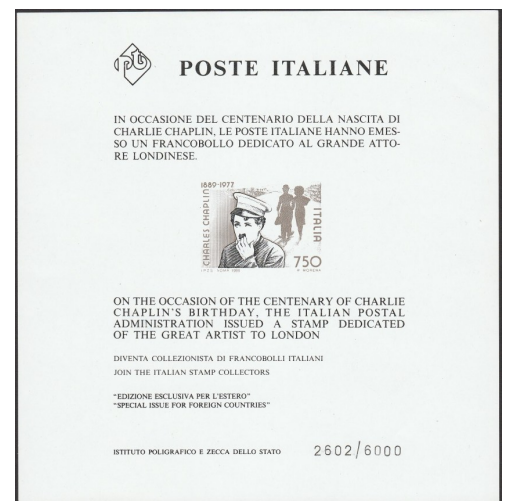 POSTE ITALIANE
IN OCCASIONE DEL CENTENARIO DELLA NASCITA DI
CHARLIE CHAPLIN, LE POSTE ITALIANE HANNO EMES-
SO UN FRANCOBOLLO DEDICATO AL GRANDE ATTO-
RE LONDINESE.
1889-1977
CHARLES CHAPLIN
ITALIA
750
ON THE OCCASION OF THE CENTENARY OF CHARLIE
CHAPLIN'S BIRTHDAY, THE ITALIAN POSTAL
ADMINISTRATION ISSUED A STAMP DEDICATED
OF THE GREAT ARTIST TO LONDON
DIVENTA COLLEZIONISTA DI FRANCOBOLLI ITALIANI
JOIN THE ITALIAN STAMP COLLECTORS
"EDIZIONE ESCLUSIVA PER L'ESTERO"
"SPECIAL ISSUE FOR FOREIGN COUNTRIES"
ISTITUTO POLIGRAFICO E ZECCA DELLO STATO
2602/6000